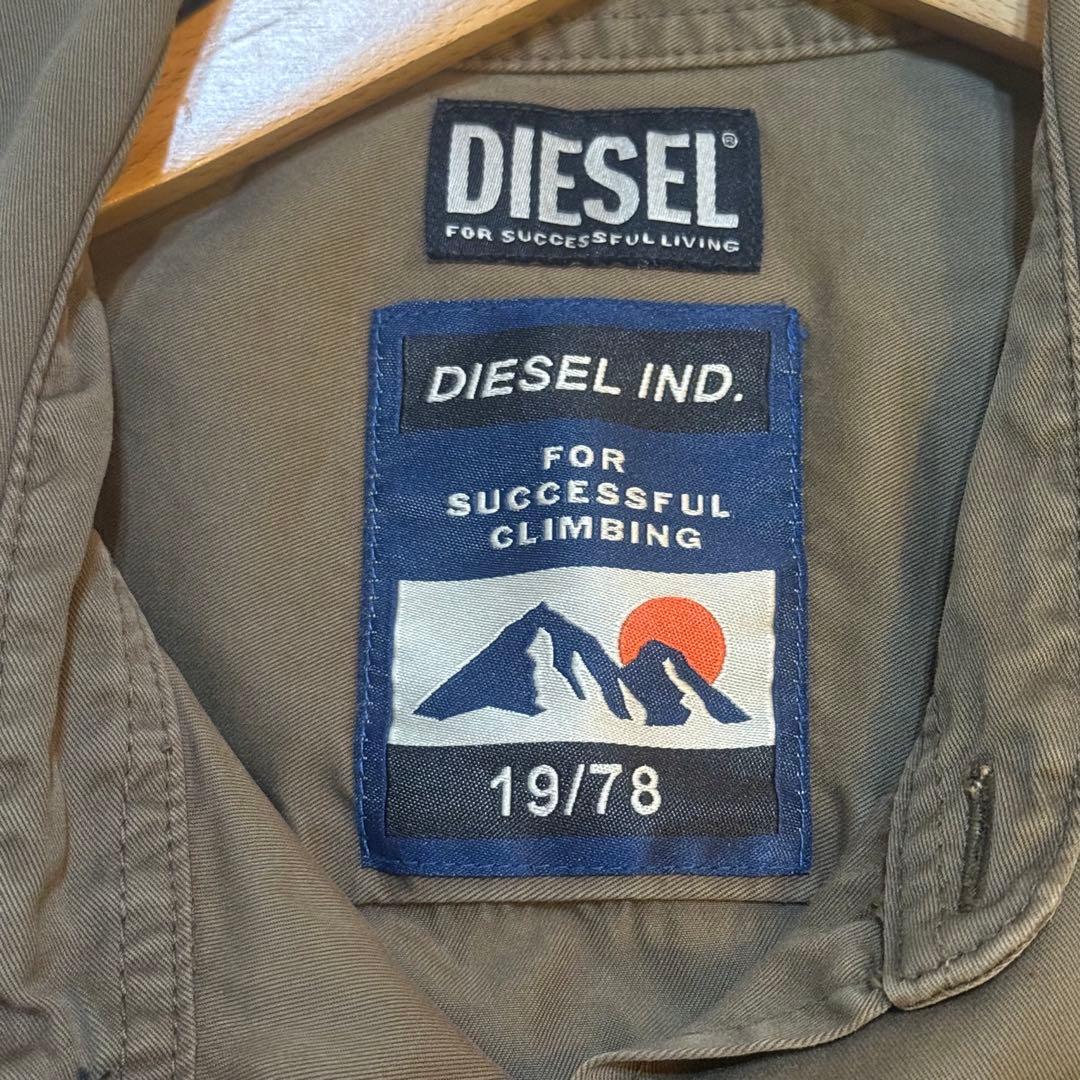 DIESEL®
FOR SUCCESSFUL LIVING
DIESEL IND.
FOR
SUCCESSFUL
CLIMBING
19/78